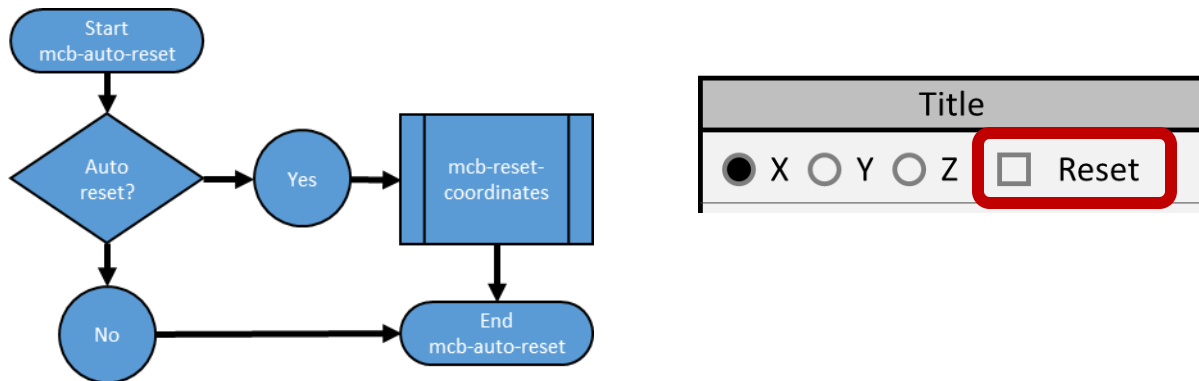 Start
mcb-auto-reset
Auto
reset?
Yes
mcb-reset-
coordinates
No
End
mcb-auto-reset
Title
X Y Z Reset